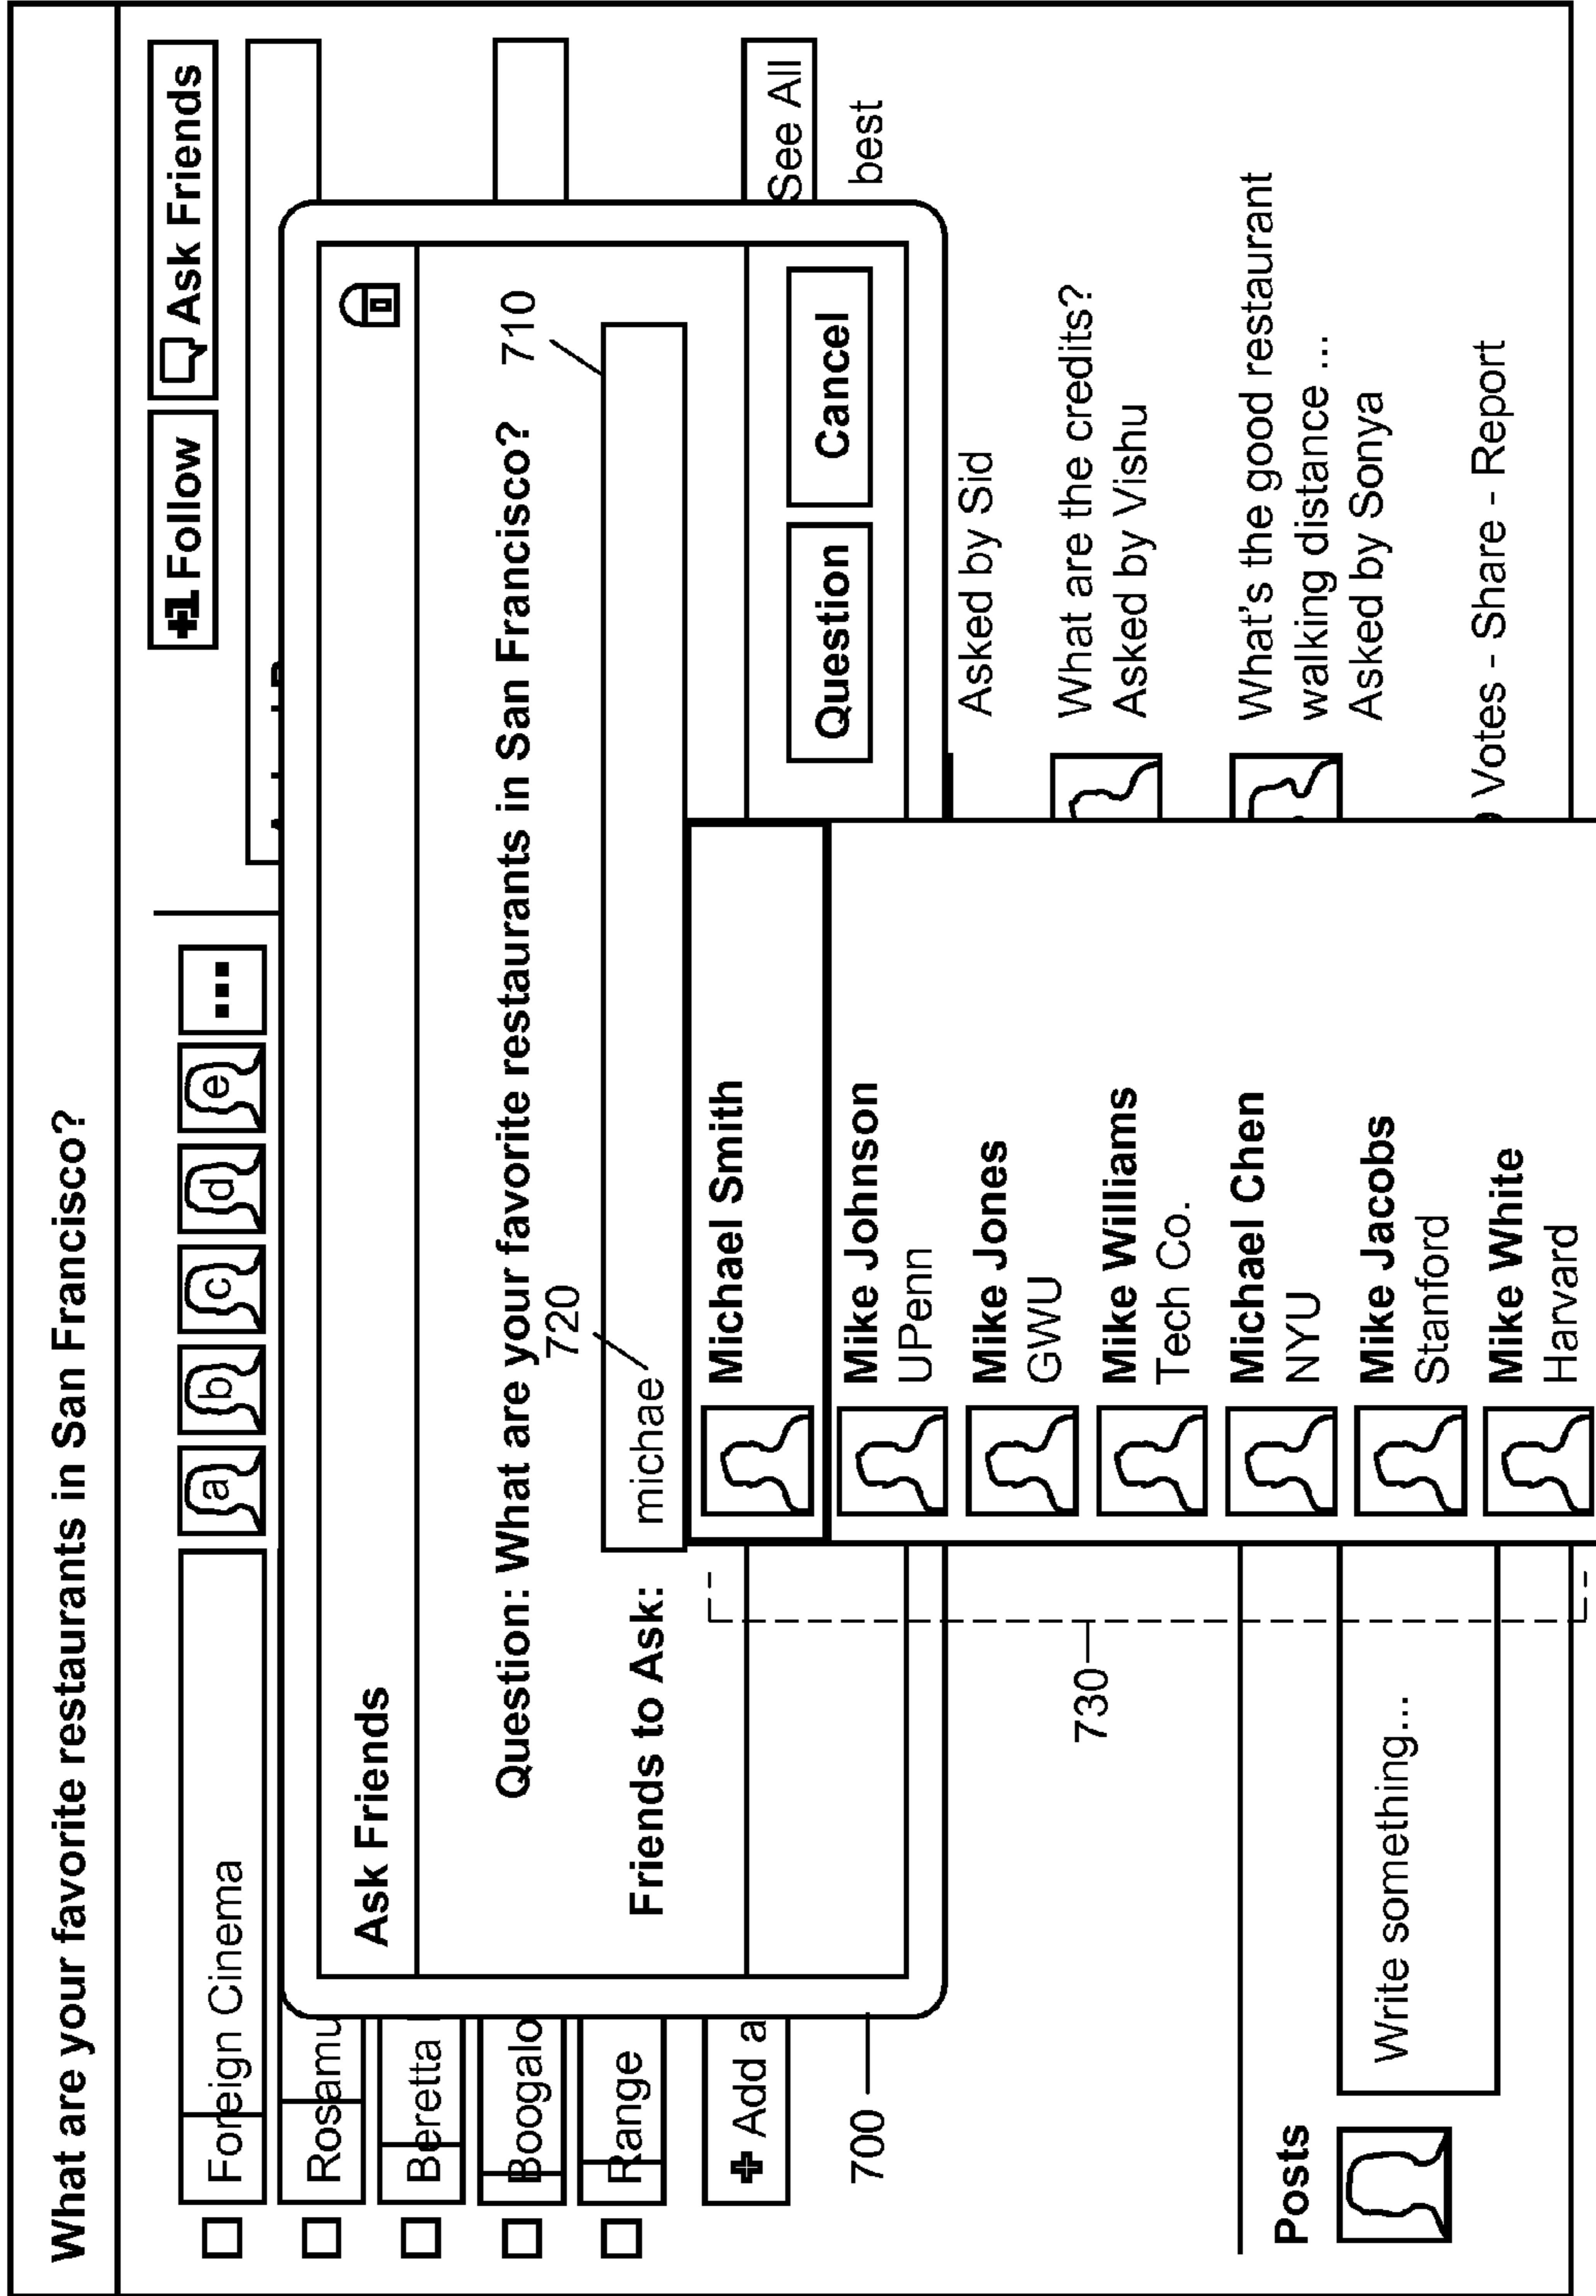 What are your favorite restaurants in San Francisco?
Foreign Cinema
a
b
c
d
e
...
+1 Follow
Ask Friends
Rosamu
Beretta
Boogalo
Range
Add a
700
Ask Friends
Question: What are your favorite restaurants in San Francisco?
710
720
Friends to Ask:
michae
Question
Cancel
Michael Smith
Mike Johnson
UPenn
Mike Jones
GWU
Mike Williams
Tech Co.
Michael Chen
NYU
Mike Jacobs
Stanford
Mike White
Harvard
730
See All
best
Asked by Sid
What are the credits?
Asked by Vishu
What's the good restaurant
walking distance ...
Asked by Sonya
Votes - Share - Report
Posts
Write something...